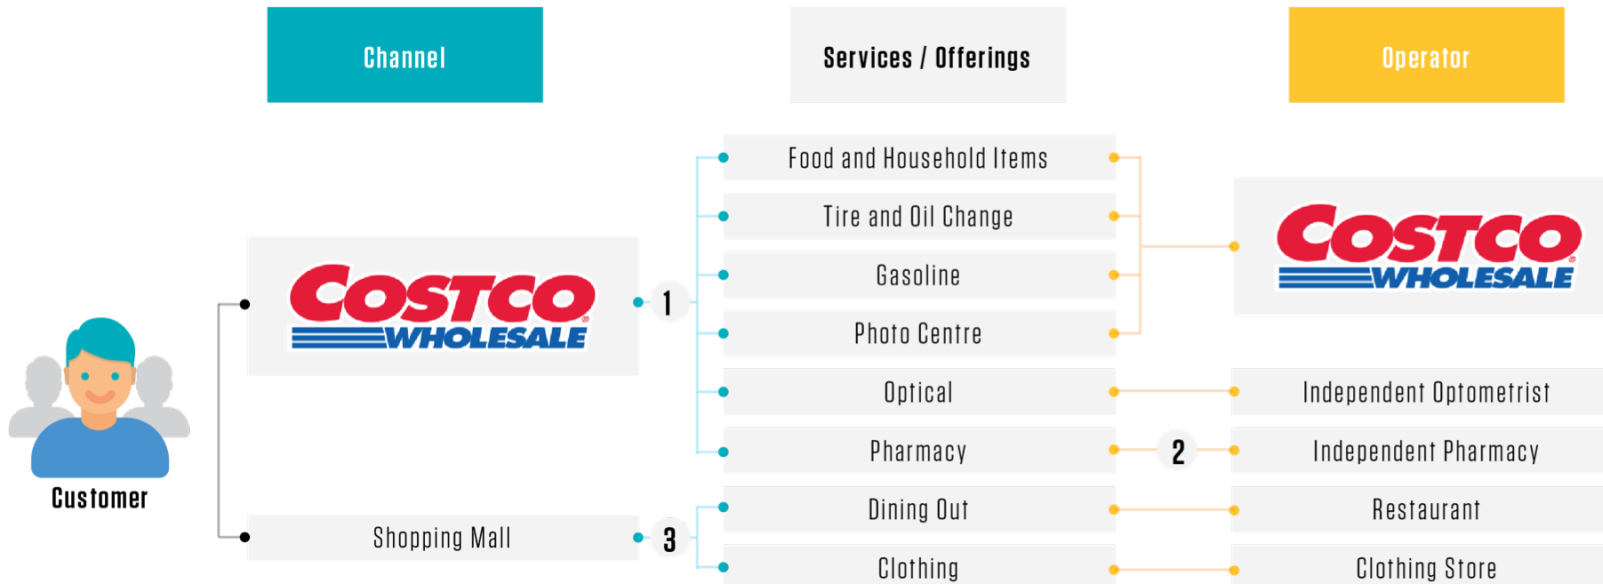 Channel
Services / Offerings
Operator
Food and Household Items
Tire and Oil Change
Gasoline
Photo Centre
Optical
Pharmacy
Dining Out
Clothing
COSTCO
WHOLESALE
1
Customer
Shopping Mall
3
COSTCO
WHOLESALE
Independent Optometrist
2
Independent Pharmacy
Restaurant
Clothing Store